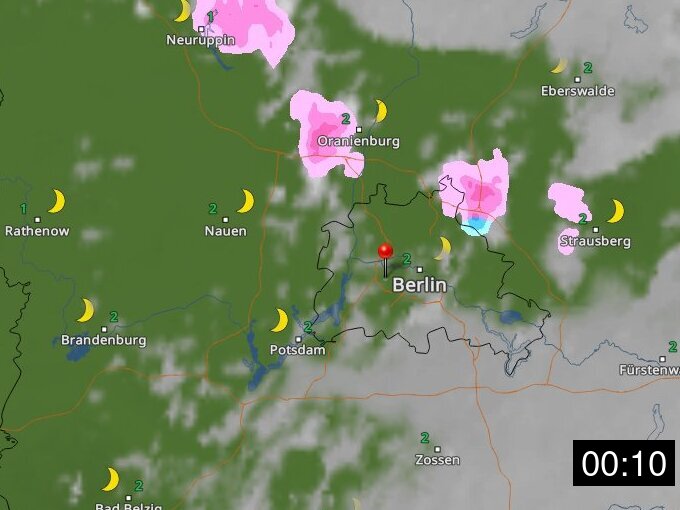 1
Neuruppin
2
Eberswalde
2
Oranienburg
1
Rathenow
2
Nauen
2
Strausberg
2
Berlin
2
Brandenburg
2
Potsdam
2
Fürstenwa
2
Zossen
00:10
2
Bad Belzig